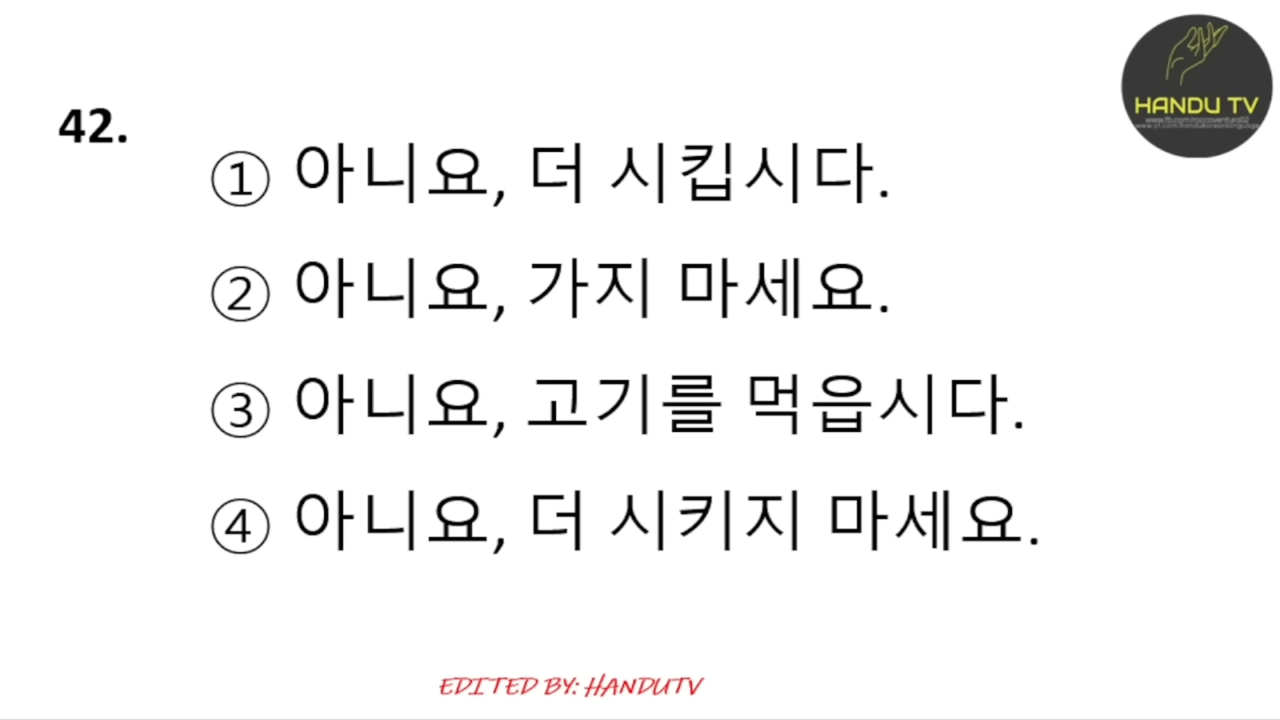 42.
① 아니요, 더 시킵시다.
② 아니요, 가지 마세요.
③ 아니요, 고기를 먹읍시다.
④ 아니요, 더 시키지 마세요.
HANDU TV
EDITED BY: HANDUTV